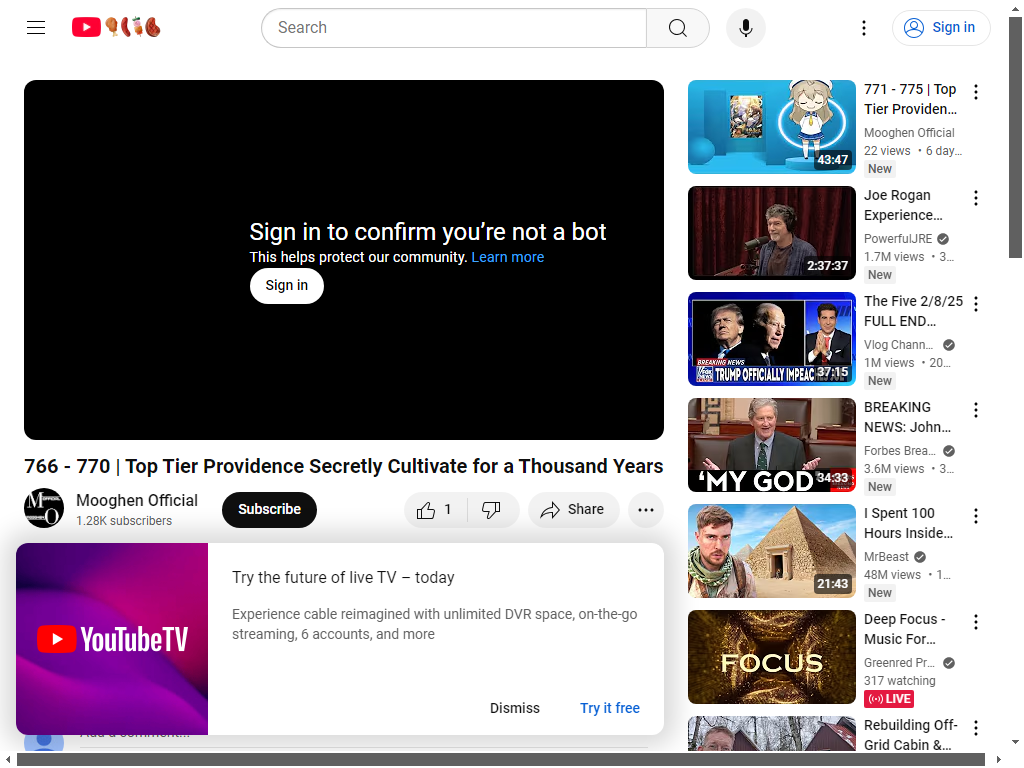 Search
Sign in
Sign in to confirm you’re not a bot
This helps protect our community. Learn more
Sign in
766 - 770 | Top Tier Providence Secretly Cultivate for a Thousand Years
Mooghen Official
1.28K subscribers
Subscribe
1
Share
YouTubeTV
Try the future of live TV – today
Experience cable reimagined with unlimited DVR space, on-the-go
streaming, 6 accounts, and more
Dismiss
Try it free
Add a comment...
43:47
771 - 775 | Top
Tier Providen…
Mooghen Official
22 views • 6 day…
New
2:37:37
Joe Rogan
Experience…
PowerfulJRE
1.7M views • 3…
New
BREAKING NEWS
TRUMP OFFICIALLY IMPEAC
37:15
The Five 2/8/25
FULL END…
Vlog Chann…
1M views • 20…
New
‘MY GOD
34:33
BREAKING
NEWS: John…
Forbes Brea…
3.6M views • 3…
New
21:43
I Spent 100
Hours Inside…
MrBeast
48M views • 1…
New
FOCUS
Deep Focus -
Music For…
Greenred Pr…
317 watching
LIVE
Rebuilding Off-
Grid Cabin &…